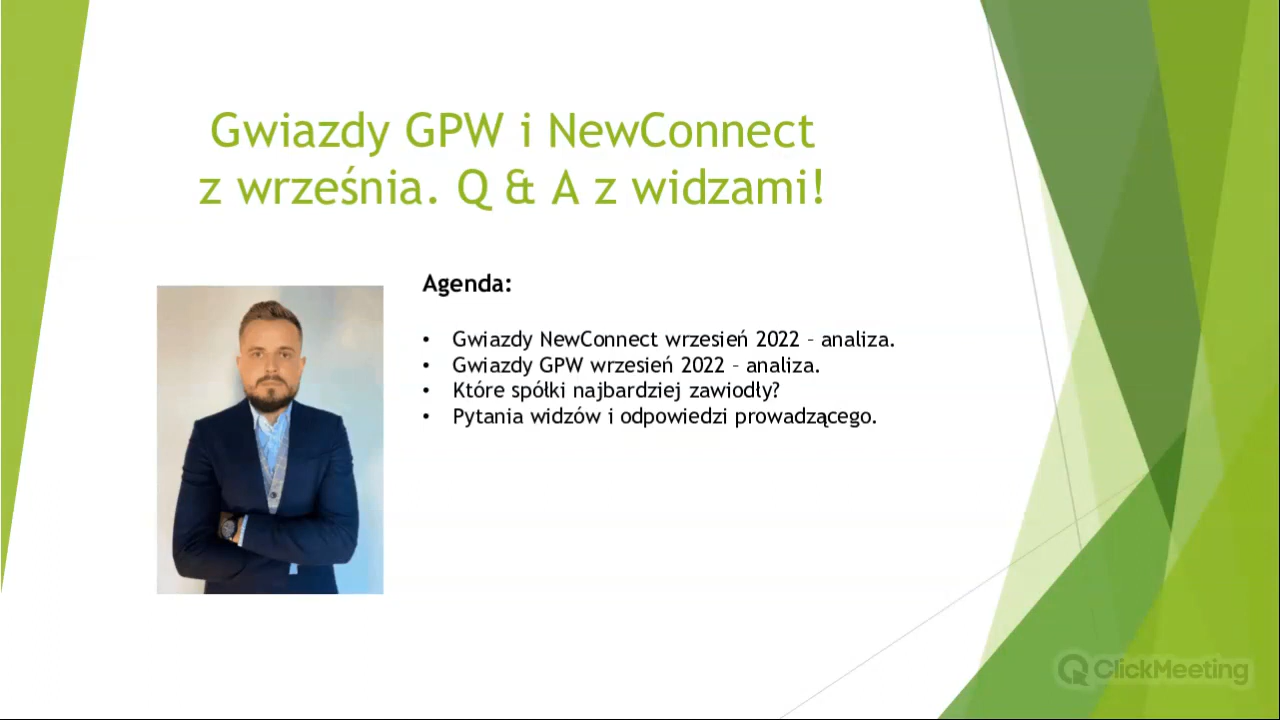 Gwiazdy GPW i NewConnect
z września. Q & A z widzami!
Agenda:
• Gwiazdy NewConnect wrzesień 2022 – analiza.
• Gwiazdy GPW wrzesień 2022 – analiza.
• Które spółki najbardziej zawiodły?
• Pytania widzów i odpowiedzi prowadzącego.
ClickMeeting